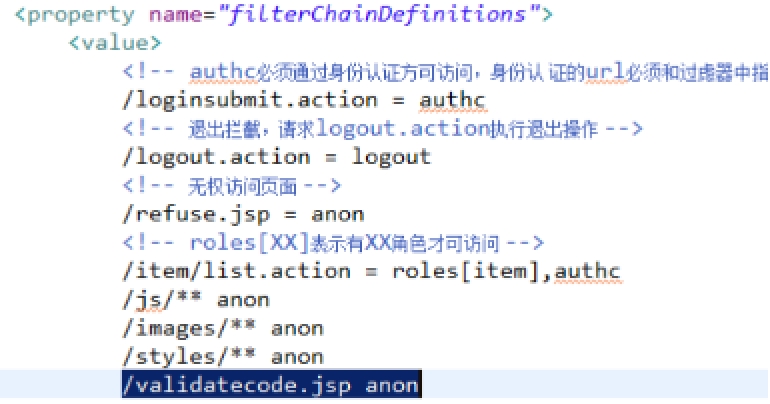 <property name="filterChainDefinitions">
<value>
<!-- authc必须通过身份认证方可访问，身份认证的url必须和过虑器中指
/loginsubmit.action = authc
<!-- 退出拦截，请求logout.action执行退出操作 -->
/logout.action = logout
<!-- 无权访问页面 -->
/refuse.jsp = anon
<!-- roles[XX]表示有XX角色才可访问 -->
/item/list.action = roles[item],authc
/js/** anon
/images/** anon
/styles/** anon
/validatecode.jsp anon